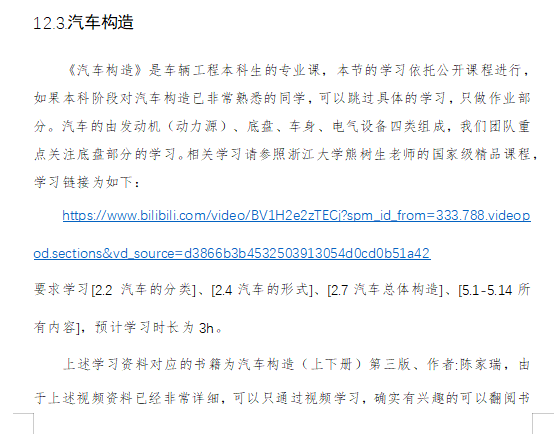 12.3.汽车构造
《汽车构造》是车辆工程本科生的专业课，本节的学习依托公开课程进行，
如果本科阶段对汽车构造已非常熟悉的同学，可以跳过具体的学习，只做作业部
分。汽车的由发动机（动力源）、底盘、车身、电气设备四类组成，我们团队重
点关注底盘部分的学习。相关学习请参照浙江大学熊树生老师的国家级精品课程，
学习链接为如下：
https://www.bilibili.com/video/BV1H2e2zTECj?spm_id_from=333.788.videop
od.sections&vd_source=d3866b3b4532503913054d0cd0b51a42
要求学习[2.2 汽车的分类]、[2.4 汽车的形式]、[2.7 汽车总体构造]、[5.1-5.14 所
有内容]，预计学习时长为 3h。
上述学习资料对应的书籍为汽车构造（上下册）第三版、作者:陈家瑞，由
于上述视频资料已经非常详细，可以只通过视频学习，确实有兴趣的可以翻阅书